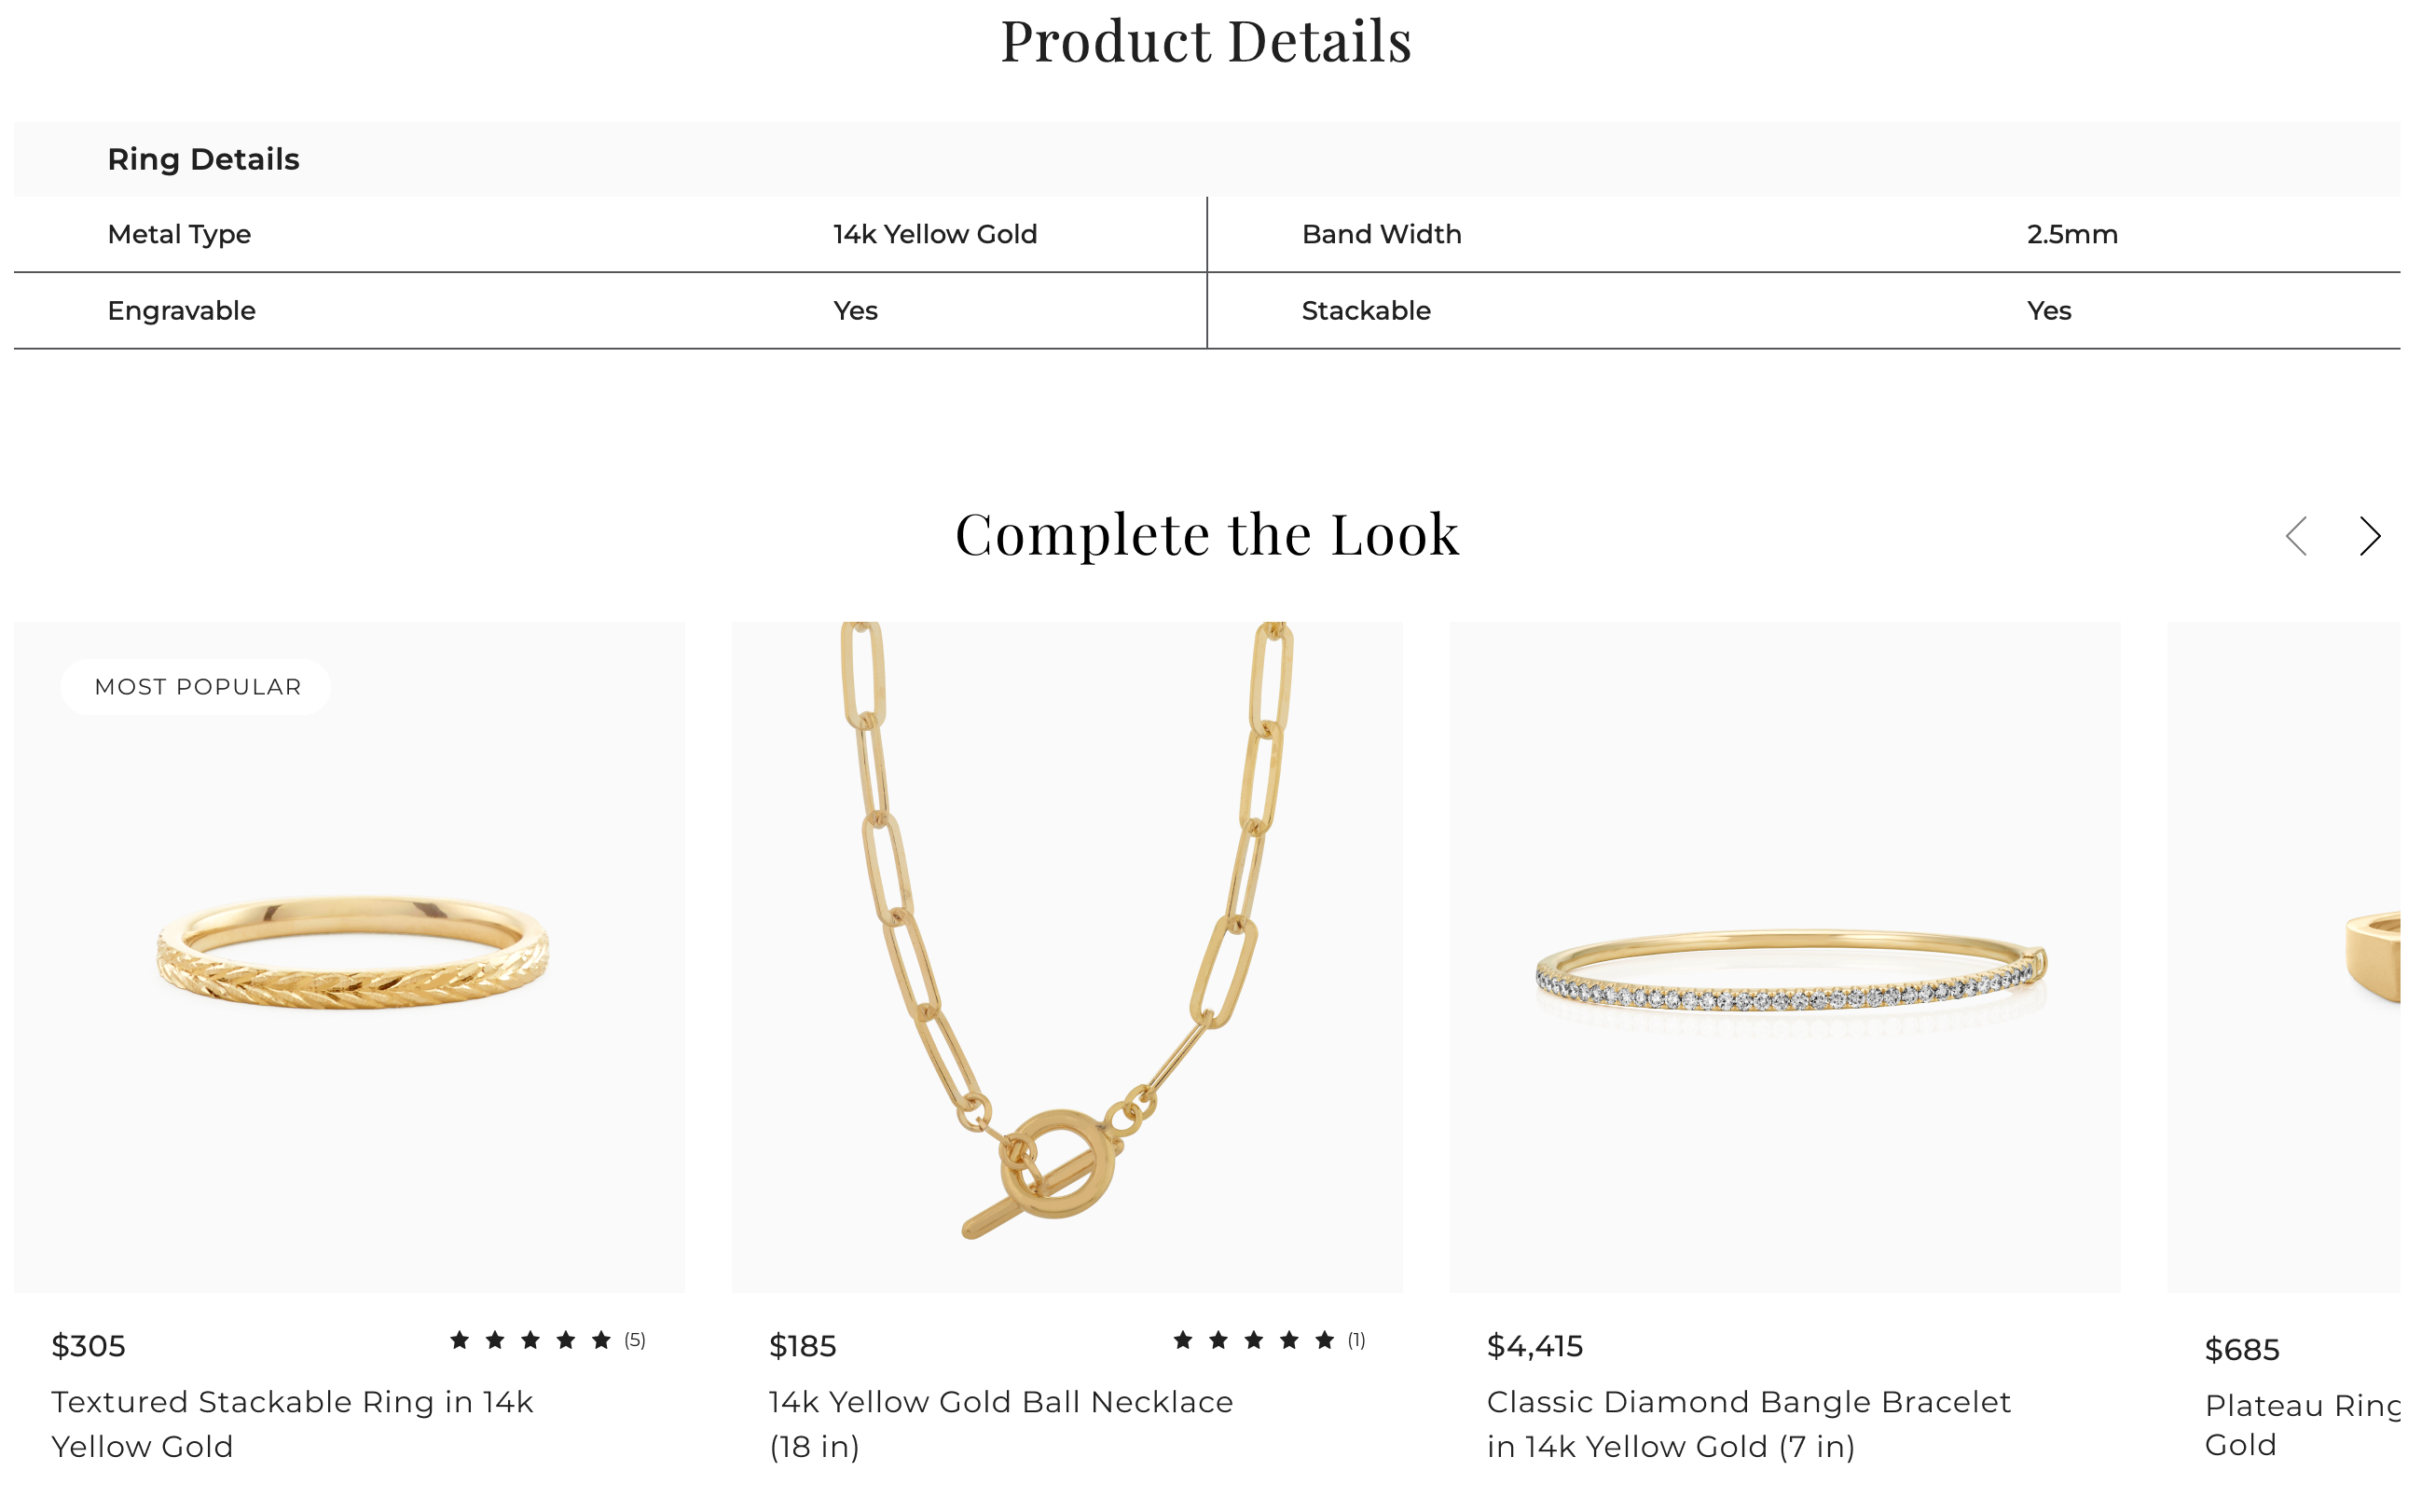 Product Details
Ring Details
Metal Type 14k Yellow Gold Band Width 2.5mm
Engravable Yes Stackable Yes
Complete the Look
MOST POPULAR
$305 (5)
Textured Stackable Ring in 14k
Yellow Gold
$185 (1)
14k Yellow Gold Ball Necklace
(18 in)
$4,415
Classic Diamond Bangle Bracelet
in 14k Yellow Gold (7 in)
$685
Plateau Ring
Gold